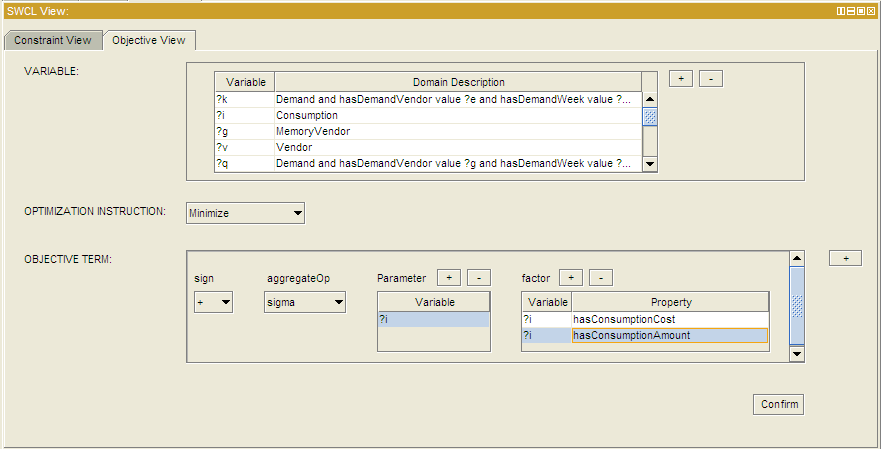 SWCL View:
Constraint View Objective View
VARIABLE:
+ -
Variable Domain Description
?k Demand and hasDemandVendor value ?e and hasDemandWeek value ?...
?i Consumption
?g MemoryVendor
?v Vendor
?q Demand and hasDemandVendor value ?g and hasDemandWeek value ?...
OPTIMIZATION INSTRUCTION: Minimize
OBJECTIVE TERM: +
sign aggregateOp Parameter + - factor + -
+ sigma Variable Variable Property
?i ?i hasConsumptionCost
?i hasConsumptionAmount
Confirm